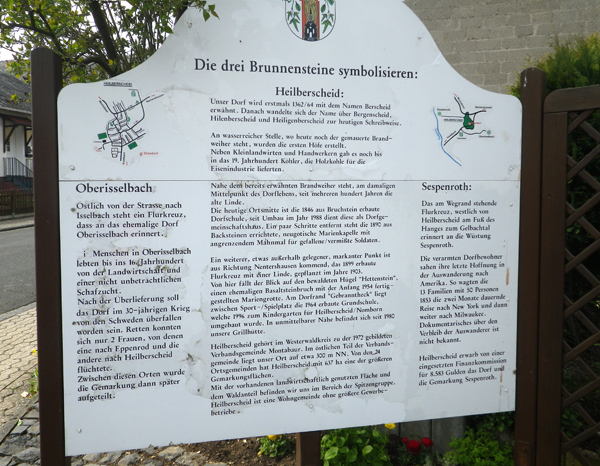 Die drei Brunnensteine symbolisieren:
Heilberscheid:
Unser Dorf wird erstmals 1362/64 mit dem Namen Berscheid
erwähnt. Danach wandelte sich der Name über Bergenscheid,
Hilenberscheid und Heiligenberscheid zur heutigen Schreibweise.
An wasserreicher Stelle, wo heute noch der gemauerte Brand-
weiher steht, wurden die ersten Höfe erstellt.
Neben Kleinlandwirten und Handwerkern gab es noch bis
in das 19. Jahrhundert Köhler, die Holzkohle für die
Eisenindustrie lieferten.
Nahe dem bereits erwähnten Brandweiher steht, am damaligen
Mittelpunkt des Dorflebens, seit mehreren hundert Jahren die
alte Linde.
Die heutige Ortsmitte ist die 1846 aus Bruchstein erbaute
Dorfschule, seit Umbau im Jahr 1988 dient diese als Dorfge-
meinschaftshaus. Ein paar Schritte entfernt steht die 1892 aus
Backsteinen errichtete, neugotische Marienkapelle mit
angrenzendem Mahnmal für gefallene/vermißte Soldaten.
Ein weiterer, etwas außerhalb gelegener, markanter Punkt ist
aus Richtung Nentershausen kommend, das 1899 erbaute
Flurkreuz mit einer Linde, gepflanzt im Jahre 1903.
Von hier fällt der Blick auf den bewaldeten Hügel "Hettenstein",
einen ehemaligen Basaltsteinbruch mit der Anfang 1954 fertig-
gestellten Mariengrotte. Am Dorfrand "Gebranntheck" liegt
zwischen Sport-/Spielplatz die 1964 erbaute Grundschule,
welche 1996 zum Kindergarten für Heilberscheid/Nomborn
umgebaut wurde. In unmittelbarer Nähe befindet sich seit 1980
unsere Grillhütte.
Heilberscheid gehört im Westerwaldkreis zu der 1972 gebildeten
Verbandsgemeinde Montabaur. Im östlichen Teil der Verbands-
gemeinde liegt unser Ort auf etwa 300 m NN. Von den 24
Ortsgemeinden hat Heilberscheid mit 637 ha eine der größeren
Gemarkungsflächen.
Mit der vorhandenen landwirtschaftlich genutzten Fläche und
dem Waldanteil befinden wir uns im Bereich der Spitzengruppe.
Heilberscheid ist eine Wohngemeinde ohne größere Gewerbe-
betriebe.
HEILBERSCHEID
Oberisselbach
Östlich von der Strasse nach
Isselbach steht ein Flurkreuz,
dass an das ehemalige Dorf
Oberisselbach erinnert.
Menschen in Oberisselbach
lebten bis ins 16. Jahrhundert
von der Landwirtschaft und
einer nicht unbeträchtlichen
Schafzucht.
Nach der Überlieferung soll
das Dorf im 30-jährigen Krieg
von den Schweden überfallen
worden sein. Retten konnten
sich nur 2 Frauen, von denen
eine nach Eppenrod und die
andere nach Heilberscheid
flüchtete.
Zwischen diesen Orten wurde
die Gemarkung dann später
aufgeteilt.
Sespenroth:
Das am Wegrand stehende
Flurkreuz, westlich von
Heilberscheid am Fuß des
Hanges zum Gelbachtal
erinnert an die Wüstung
Sespenroth.
Die verarmten Dorfbewohner
sahen ihre letzte Hoffnung in
der Auswanderung nach
Amerika. So wagten die
13 Familien mit 50 Personen
1853 die zwei Monate dauernde
Reise nach New York und dann
weiter nach Milwaukee.
Dokumentarisches über den
Verbleib der Auswanderer ist
nicht bekannt.
Heilberscheid erwarb von einer
eingesetzten Finanzkommission
für 8.583 Gulden das Dorf und
die Gemarkung Sespenroth.